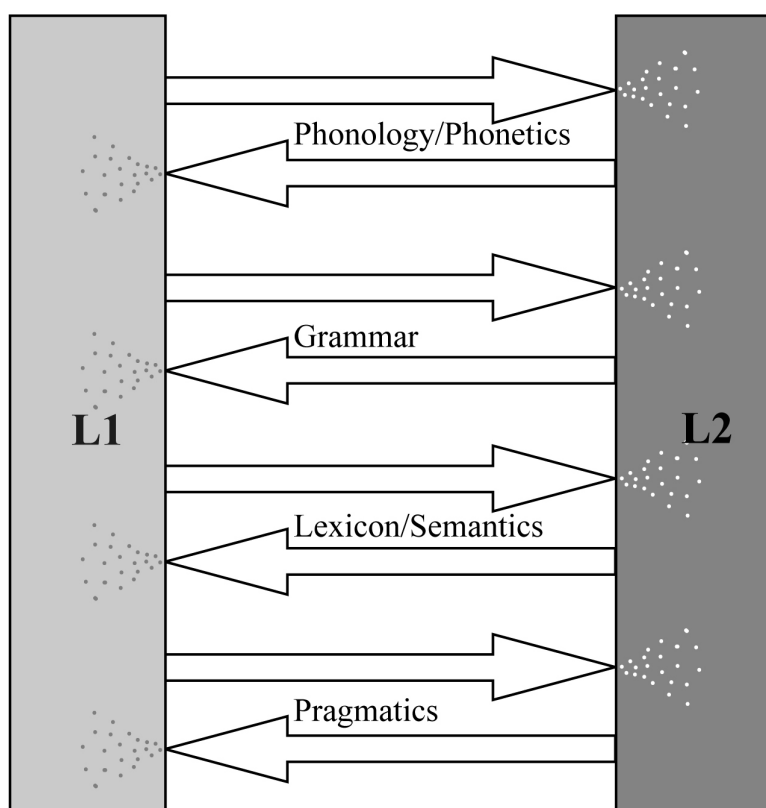 Phonology/Phonetics
Grammar
L1
L2
Lexicon/Semantics
Pragmatics